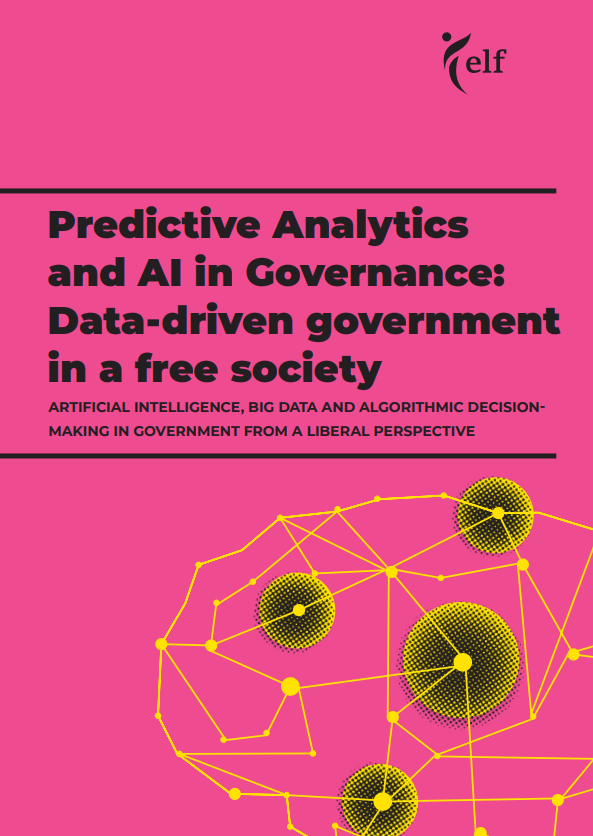 elf
Predictive Analytics
and AI in Governance:
Data-driven government
in a free society
ARTIFICIAL INTELLIGENCE, BIG DATA AND ALGORITHMIC DECISION-
MAKING IN GOVERNMENT FROM A LIBERAL PERSPECTIVE